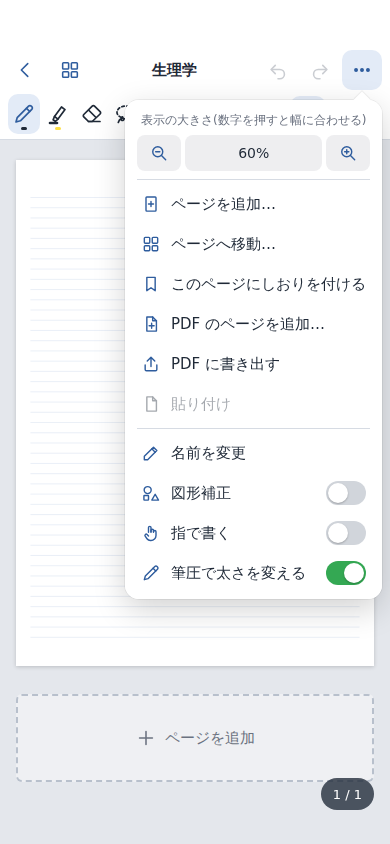 生理学
表示の大きさ(数字を押すと幅に合わせる)
60%
ページを追加…
ページへ移動…
このページにしおりを付ける
PDF のページを追加…
PDF に書き出す
貼り付け
名前を変更
図形補正
指で書く
筆圧で太さを変える
ページを追加
1 / 1